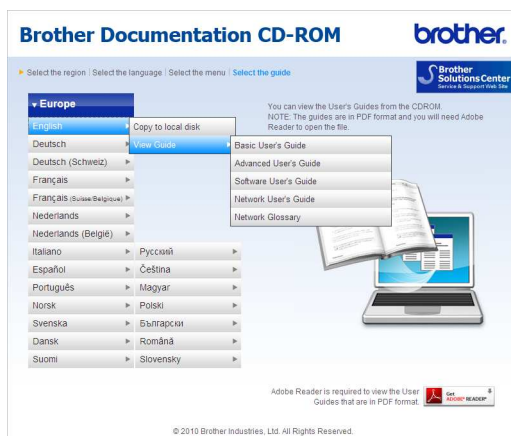 Brother Documentation CD-ROM
brother
Select the region | Select the language | Select the menu | Select the guide
Brother
Solutions Center
Service & Support Web Site
Europe
You can view the User's Guides from the CDROM.
NOTE: The guides are in PDF format and you will need Adobe
Reader to open the file.
English
Copy to local disk
Deutsch
View Guide
Basic User's Guide
Deutsch (Schweiz)
Advanced User's Guide
Français
Software User's Guide
Français (Suisse/Belgique)
Network User's Guide
Nederlands
Network Glossary
Nederlands (België)
Italiano
Русский
Español
Čeština
Português
Magyar
Norsk
Polski
Svenska
Български
Dansk
Română
Suomi
Slovensky
Adobe Reader is required to view the User
Guides that are in PDF format.
Get
ADOBE® READER®
© 2010 Brother Industries, Ltd. All Rights Reserved.